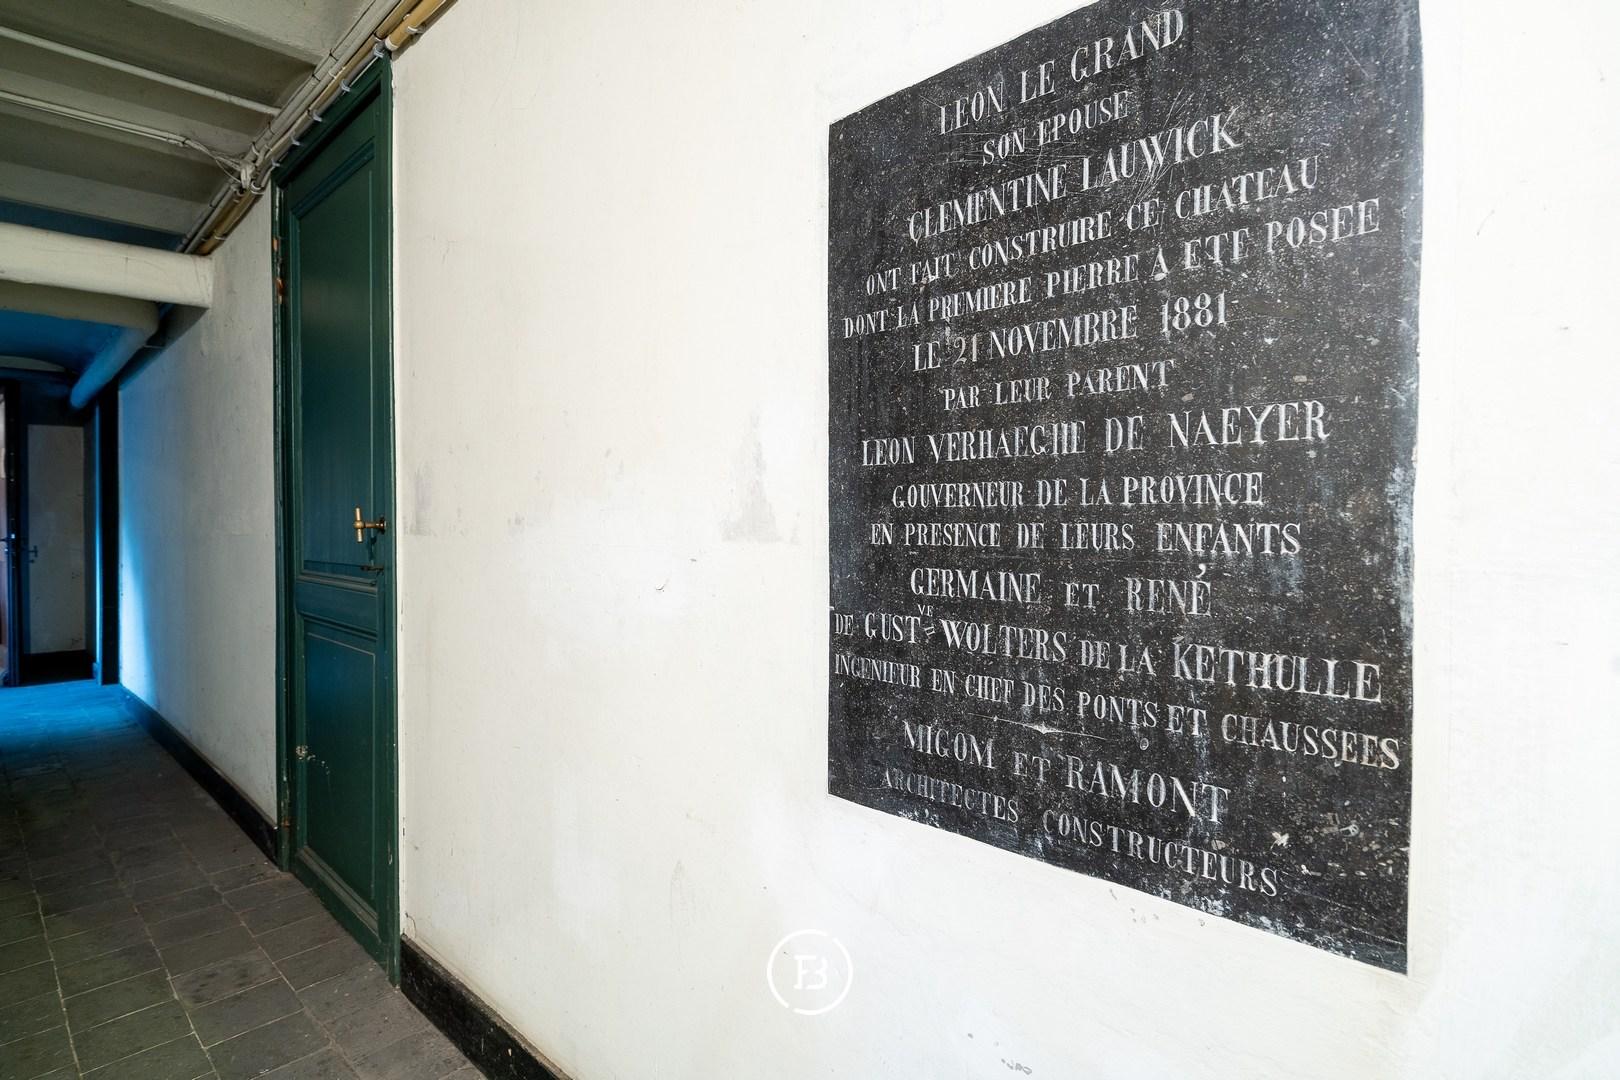 LEON LE GRAND
SON EPOUSE
CLEMENTINE LAUWICK
ONT FAIT CONSTRUIRE CE CHATEAU
DONT LA PREMIERE PIERRE A ETE POSEE
LE 21 NOVEMBRE 1881
PAR LEUR PARENT
LEON VERHAEGHE DE NAEYER
GOUVERNEUR DE LA PROVINCE
EN PRESENCE DE LEURS ENFANTS
GERMAINE ET RENÉ
DE GUSTVE WOLTERS DE LA KETHULLE
INGENIEUR EN CHEF DES PONTS ET CHAUSSEES
MIGOM ET RAMONT
ARCHITECTES CONSTRUCTEURS